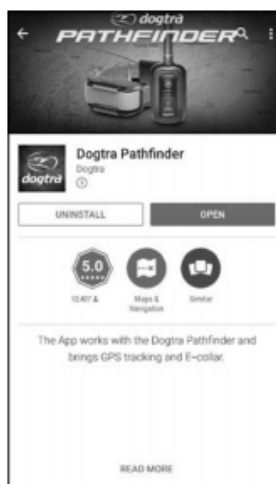 dogtra
PATHFINDER
dogtra
Dogtra Pathfinder
Dogtra
UNINSTALL
OPEN
5.0
Maps &
Navigation
Similar
The App works with the Dogtra Pathfinder and
brings GPS tracking and E-collar.
READ MORE